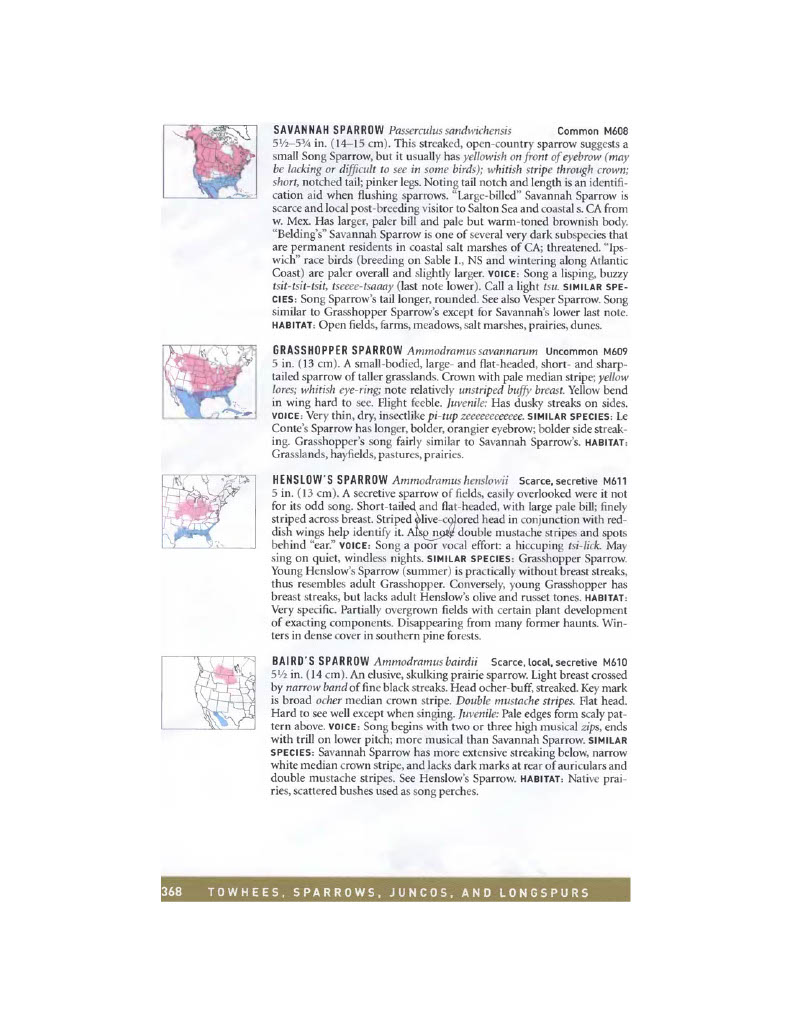 SAVANNAH SPARROW Passerculus sandwichensis Common M608
5½–5¾ in. (14–15 cm). This streaked, open-country sparrow suggests a
small Song Sparrow, but it usually has yellowish on front of eyebrow (may
be lacking or difficult to see in some birds); whitish stripe through crown;
short, notched tail; pinker legs. Noting tail notch and length is an identifi-
cation aid when flushing sparrows. "Large-billed" Savannah Sparrow is
scarce and local post-breeding visitor to Salton Sea and coastal s. CA from
w. Mex. Has larger, paler bill and pale but warm-toned brownish body.
"Belding's" Savannah Sparrow is one of several very dark subspecies that
are permanent residents in coastal salt marshes of CA; threatened. "Ips-
wich" race birds (breeding on Sable I., NS and wintering along Atlantic
Coast) are paler overall and slightly larger. VOICE: Song a lisping, buzzy
tsit-tsit-tsit, tseeee-tsaaay (last note lower). Call a light tsu. SIMILAR SPE-
CIES: Song Sparrow's tail longer, rounded. See also Vesper Sparrow. Song
similar to Grasshopper Sparrow's except for Savannah's lower last note.
HABITAT: Open fields, farms, meadows, salt marshes, prairies, dunes.
GRASSHOPPER SPARROW Ammodramus savannarum Uncommon M609
5 in. (13 cm). A small-bodied, large- and flat-headed, short- and sharp-
tailed sparrow of taller grasslands. Crown with pale median stripe; yellow
lores; whitish eye-ring; note relatively unstriped buffy breast. Yellow bend
in wing hard to see. Flight feeble. Juvenile: Has dusky streaks on sides.
VOICE: Very thin, dry, insectlike pi-tup zeeeeeeeeeeee. SIMILAR SPECIES: Le
Conte's Sparrow has longer, bolder, orangier eyebrow; bolder side streak-
ing. Grasshopper's song fairly similar to Savannah Sparrow's. HABITAT:
Grasslands, hayfields, pastures, prairies.
HENSLOW'S SPARROW Ammodramus henslowii Scarce, secretive M611
5 in. (13 cm). A secretive sparrow of fields, easily overlooked were it not
for its odd song. Short-tailed and flat-headed, with large pale bill; finely
striped across breast. Striped olive-colored head in conjunction with red-
dish wings help identify it. Also note double mustache stripes and spots
behind "ear." VOICE: Song a poor vocal effort: a hiccuping tsi-lick. May
sing on quiet, windless nights. SIMILAR SPECIES: Grasshopper Sparrow.
Young Henslow's Sparrow (summer) is practically without breast streaks,
thus resembles adult Grasshopper. Conversely, young Grasshopper has
breast streaks, but lacks adult Henslow's olive and russet tones. HABITAT:
Very specific. Partially overgrown fields with certain plant development
of exacting components. Disappearing from many former haunts. Win-
ters in dense cover in southern pine forests.
BAIRD'S SPARROW Ammodramus bairdii Scarce, local, secretive M610
5½ in. (14 cm). An elusive, skulking prairie sparrow. Light breast crossed
by narrow band of fine black streaks. Head ocher-buff, streaked. Key mark
is broad ocher median crown stripe. Double mustache stripes. Flat head.
Hard to see well except when singing. Juvenile: Pale edges form scaly pat-
tern above. VOICE: Song begins with two or three high musical zips, ends
with trill on lower pitch; more musical than Savannah Sparrow. SIMILAR
SPECIES: Savannah Sparrow has more extensive streaking below, narrow
white median crown stripe, and lacks dark marks at rear of auriculars and
double mustache stripes. See Henslow's Sparrow. HABITAT: Native prai-
ries, scattered bushes used as song perches.
368 TOWHEES, SPARROWS, JUNCOS, AND LONGSPURS